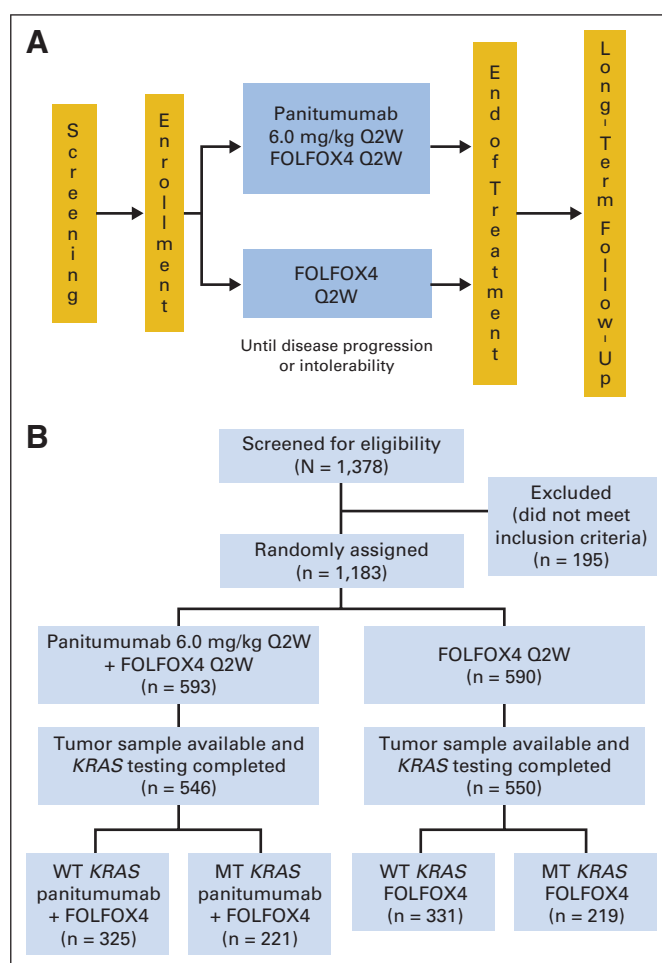 A
Screening
Enrollment
Panitumumab
6.0 mg/kg Q2W
FOLFOX4 Q2W
FOLFOX4
Q2W
Until disease progression
or intolerability
End of Treatment
Long-Term Follow-Up
B
Screened for eligibility
(N = 1,378)
Excluded
(did not meet
inclusion criteria)
(n = 195)
Randomly assigned
(n = 1,183)
Panitumumab 6.0 mg/kg Q2W
+ FOLFOX4 Q2W
(n = 593)
FOLFOX4 Q2W
(n = 590)
Tumor sample available and
KRAS testing completed
(n = 546)
Tumor sample available and
KRAS testing completed
(n = 550)
WT KRAS
panitumumab
+ FOLFOX4
(n = 325)
MT KRAS
panitumumab
+ FOLFOX4
(n = 221)
WT KRAS
FOLFOX4
(n = 331)
MT KRAS
FOLFOX4
(n = 219)